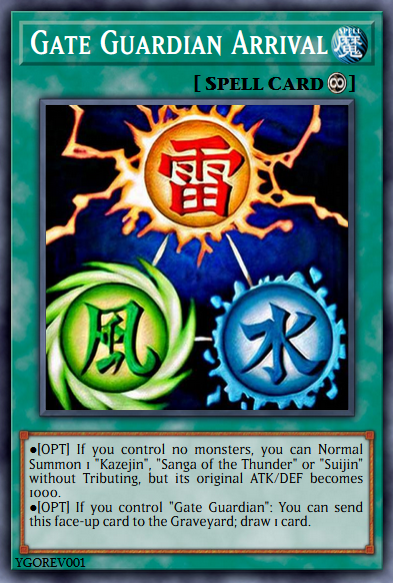 GATE GUARDIAN ARRIVAL
SPELL
魔
[ SPELL CARD ]
雷
風
水
●[OPT] If you control no monsters, you can Normal
Summon 1 "Kazejin", "Sanga of the Thunder" or "Suijin"
without Tributing, but its original ATK/DEF becomes
1000.
●[OPT] If you control "Gate Guardian": You can send
this face-up card to the Graveyard; draw 1 card.
YGOREV001